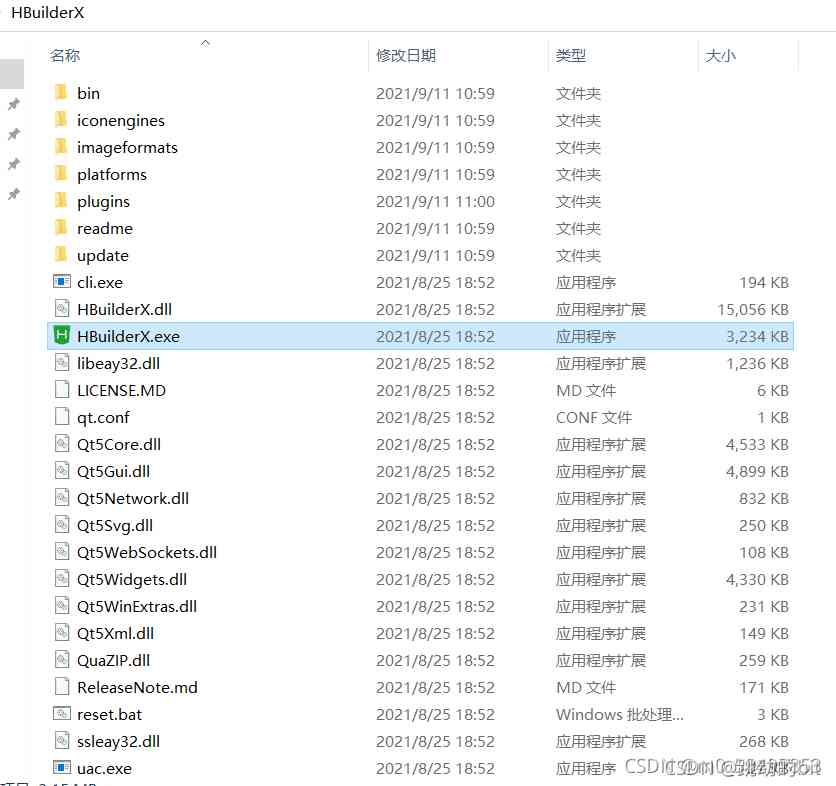 HBuilderX
名称 修改日期 类型 大小
bin 2021/9/11 10:59 文件夹
iconengines 2021/9/11 10:59 文件夹
imageformats 2021/9/11 10:59 文件夹
platforms 2021/9/11 10:59 文件夹
plugins 2021/9/11 11:00 文件夹
readme 2021/9/11 10:59 文件夹
update 2021/9/11 10:59 文件夹
cli.exe 2021/8/25 18:52 应用程序 194 KB
HBuilderX.dll 2021/8/25 18:52 应用程序扩展 15,056 KB
HBuilderX.exe 2021/8/25 18:52 应用程序 3,234 KB
libeay32.dll 2021/8/25 18:52 应用程序扩展 1,236 KB
LICENSE.MD 2021/8/25 18:52 MD 文件 6 KB
qt.conf 2021/8/25 18:52 CONF 文件 1 KB
Qt5Core.dll 2021/8/25 18:52 应用程序扩展 4,533 KB
Qt5Gui.dll 2021/8/25 18:52 应用程序扩展 4,899 KB
Qt5Network.dll 2021/8/25 18:52 应用程序扩展 832 KB
Qt5Svg.dll 2021/8/25 18:52 应用程序扩展 250 KB
Qt5WebSockets.dll 2021/8/25 18:52 应用程序扩展 108 KB
Qt5Widgets.dll 2021/8/25 18:52 应用程序扩展 4,330 KB
Qt5WinExtras.dll 2021/8/25 18:52 应用程序扩展 231 KB
Qt5Xml.dll 2021/8/25 18:52 应用程序扩展 149 KB
QuaZIP.dll 2021/8/25 18:52 应用程序扩展 259 KB
ReleaseNote.md 2021/8/25 18:52 MD 文件 171 KB
reset.bat 2021/8/25 18:52 Windows 批处理... 3 KB
ssleay32.dll 2021/8/25 18:52 应用程序扩展 268 KB
uac.exe 2021/8/25 18:52 应用程序 CSDN